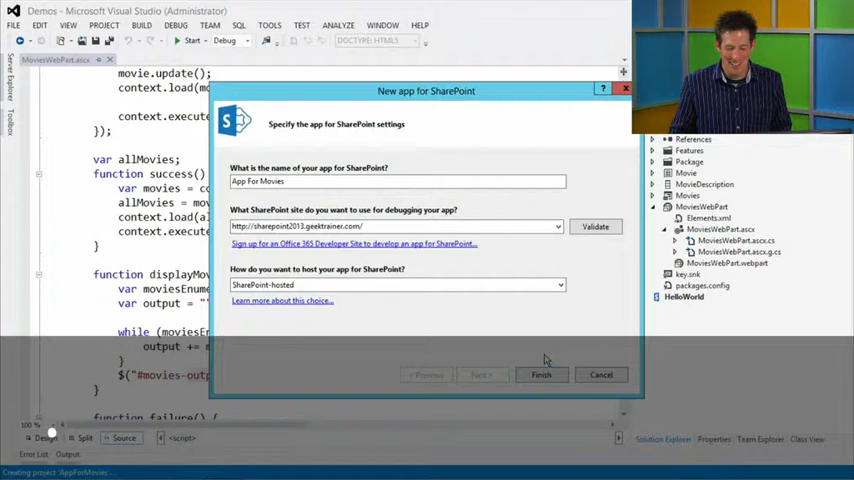 Demos - Microsoft Visual Studio (Administrator)
FILE EDIT VIEW PROJECT BUILD DEBUG TEAM SQL TOOLS TEST ANALYZE WINDOW HELP
Start Debug DOCTYPE: HTML5
MoviesWebPart.ascx
Server Explorer
Toolbox
movie.update();
context.load(m
context.execut
});
var allMovies;
function success()
var movies = co
allMovies = con
context.load(al
context.execute
function displayMo
var moviesEnume
var output = ""
while (moviesEn
output += m
}
$("#movies-outp
}
function failure() {
New app for SharePoint
?
S
Specify the app for SharePoint settings
What is the name of your app for SharePoint?
App For Movies
What SharePoint site do you want to use for debugging your app?
http://sharepoint2013.geektrainer.com/
Validate
Sign up for an Office 365 Developer Site to develop an app for SharePoint...
How do you want to host your app for SharePoint?
SharePoint-hosted
Learn more about this choice...
< Previous Next > Finish Cancel
References
Features
Package
Movie
MovieDescription
Movies
MoviesWebPart
Elements.xml
MoviesWebPart.ascx
MoviesWebPart.ascx.cs
MoviesWebPart.ascx.g.cs
MoviesWebPart.webpart
key.snk
packages.config
HelloWorld
100 %
Design Split Source <script>
Solution Explorer Properties Team Explorer Class View
Error List Output
Creating project 'AppForMovies'...